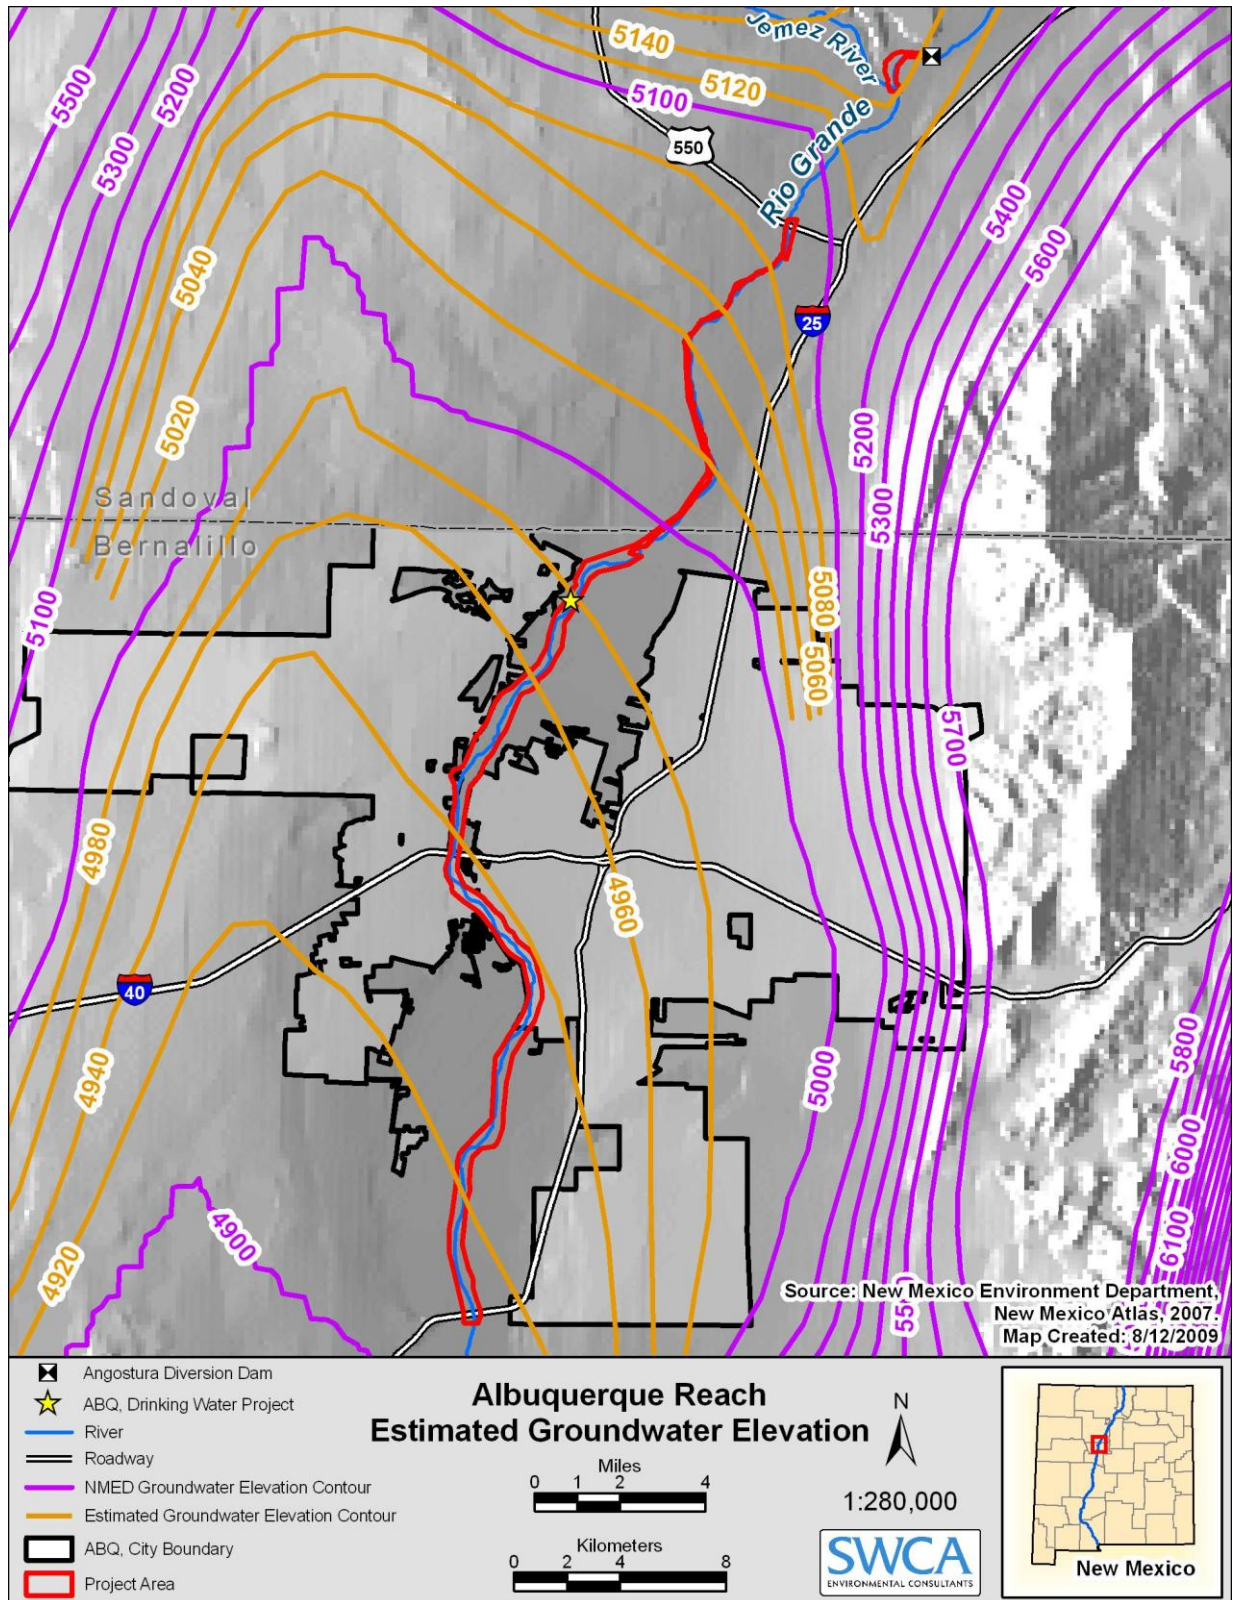 5500
5300
5200
5140
5120
5100
Jemez River
Rio Grande
550
5400
5600
25
5040
5020
5200
5300
Sandoval
Bernalillo
5100
5080
5060
5700
4980
4960
40
4940
5000
5800
6000
6100
4920
4900
Source: New Mexico Environment Department,
New Mexico Atlas, 2007.
Map Created: 8/12/2009
Angostura Diversion Dam
ABQ, Drinking Water Project
River
Roadway
NMED Groundwater Elevation Contour
Estimated Groundwater Elevation Contour
ABQ, City Boundary
Project Area
Albuquerque Reach
Estimated Groundwater Elevation
Miles
0 1 2 4
Kilometers
0 2 4 8
N
1:280,000
SWCA
ENVIRONMENTAL CONSULTANTS
New Mexico